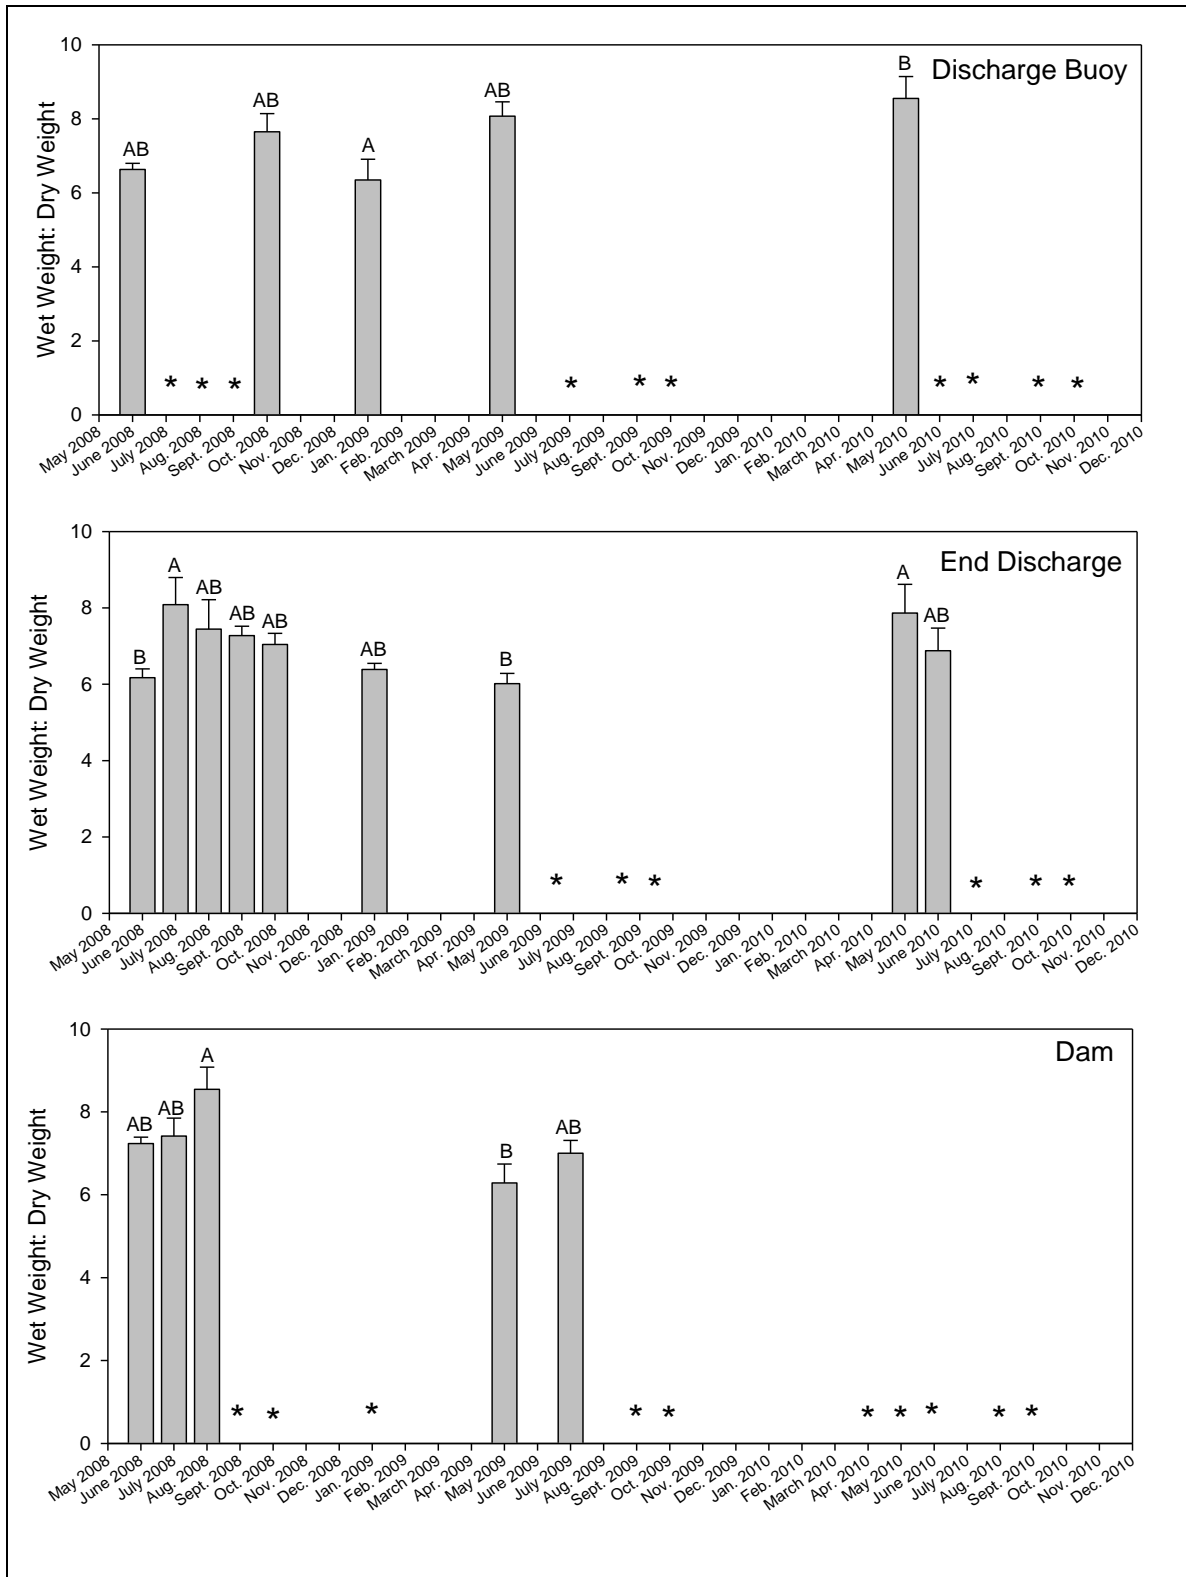 Discharge Buoy
Wet Weight: Dry Weight
10
8
6
4
2
0
AB
AB
A
AB
B
* * * * * * * * * *
May 2008
June 2008
July 2008
Aug. 2008
Sept. 2008
Oct. 2008
Nov. 2008
Dec. 2008
Jan. 2009
Feb. 2009
March 2009
Apr. 2009
May 2009
June 2009
July 2009
Aug. 2009
Sept. 2009
Oct. 2009
Nov. 2009
Dec. 2009
Jan. 2010
Feb. 2010
March 2010
Apr. 2010
May 2010
June 2010
July 2010
Aug. 2010
Sept. 2010
Oct. 2010
Nov. 2010
Dec. 2010
End Discharge
Wet Weight: Dry Weight
10
8
6
4
2
0
B
A
AB
AB
AB
AB
B
A
AB
* * * * * *
May 2008
June 2008
July 2008
Aug. 2008
Sept. 2008
Oct. 2008
Nov. 2008
Dec. 2008
Jan. 2009
Feb. 2009
March 2009
Apr. 2009
May 2009
June 2009
July 2009
Aug. 2009
Sept. 2009
Oct. 2009
Nov. 2009
Dec. 2009
Jan. 2010
Feb. 2010
March 2010
Apr. 2010
May 2010
June 2010
July 2010
Aug. 2010
Sept. 2010
Oct. 2010
Nov. 2010
Dec. 2010
Dam
Wet Weight: Dry Weight
10
8
6
4
2
0
AB
AB
A
B
AB
* * * * * * * * * *
May 2008
June 2008
July 2008
Aug. 2008
Sept. 2008
Oct. 2008
Nov. 2008
Dec. 2008
Jan. 2009
Feb. 2009
March 2009
Apr. 2009
May 2009
June 2009
July 2009
Aug. 2009
Sept. 2009
Oct. 2009
Nov. 2009
Dec. 2009
Jan. 2010
Feb. 2010
March 2010
Apr. 2010
May 2010
June 2010
July 2010
Aug. 2010
Sept. 2010
Oct. 2010
Nov. 2010
Dec. 2010